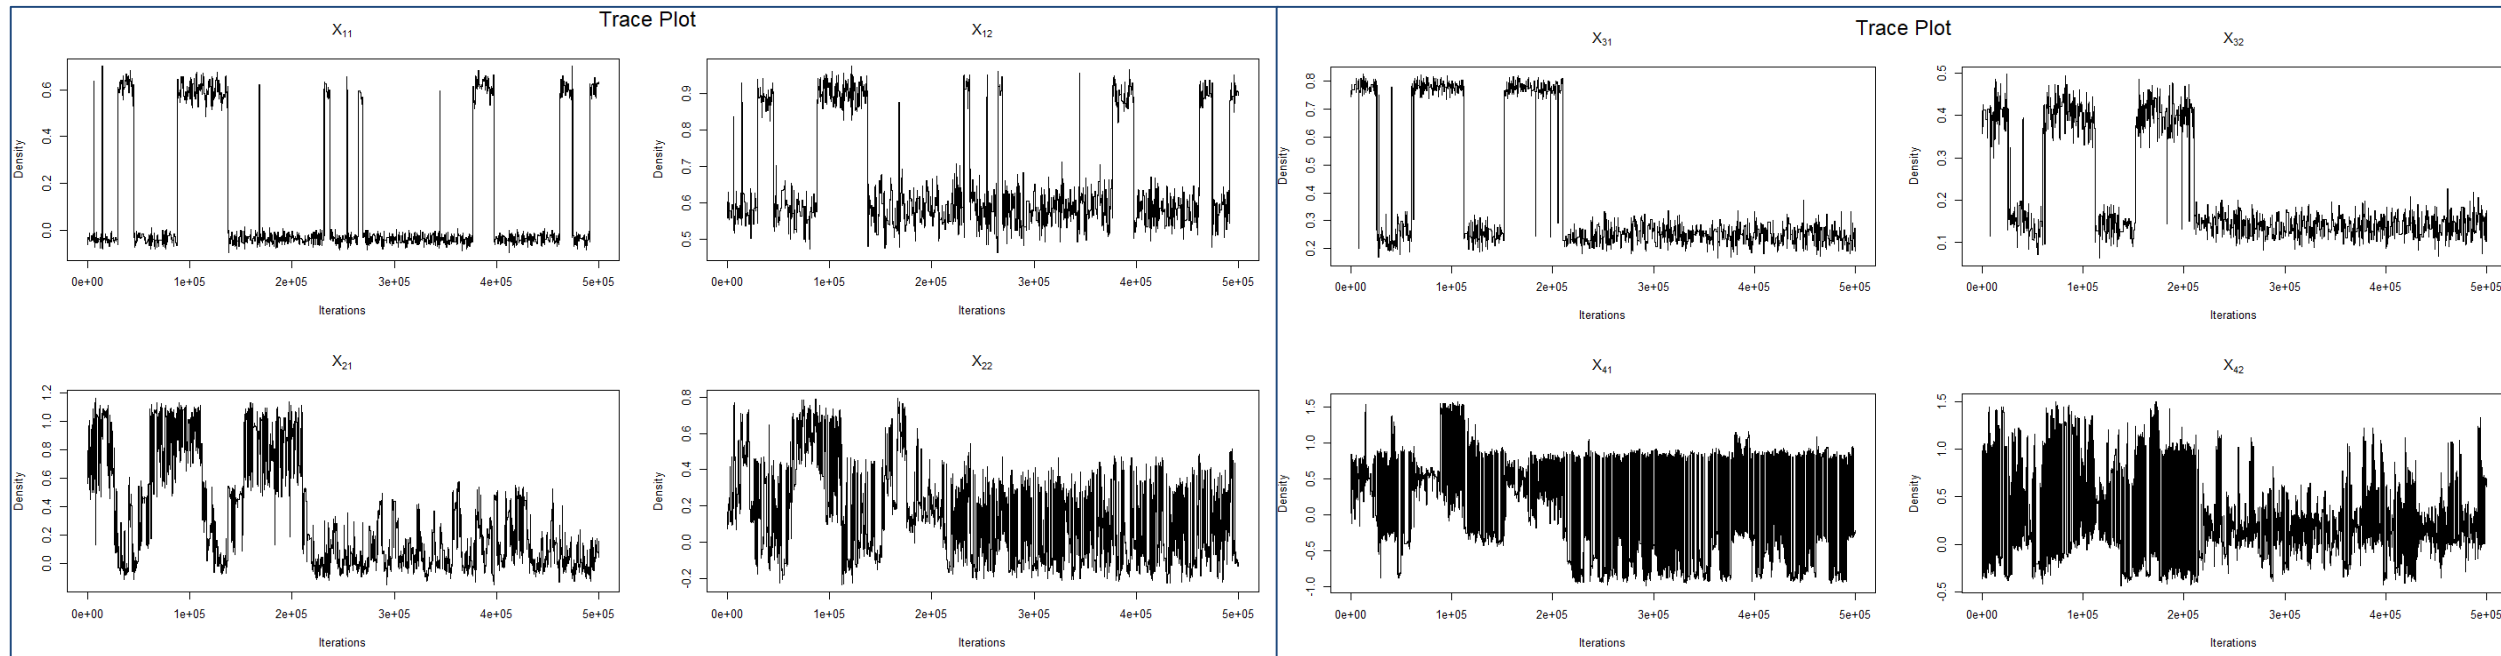 Trace Plot
X₁₁
Density
0.0 0.2 0.4 0.6
0e+00 1e+05 2e+05 3e+05 4e+05 5e+05
Iterations
X₁₂
Density
0.5 0.6 0.7 0.8 0.9
0e+00 1e+05 2e+05 3e+05 4e+05 5e+05
Iterations
X₂₁
Density
0.0 0.2 0.4 0.6 0.8 1.0 1.2
0e+00 1e+05 2e+05 3e+05 4e+05 5e+05
Iterations
X₂₂
Density
-0.2 0.0 0.2 0.4 0.6 0.8
0e+00 1e+05 2e+05 3e+05 4e+05 5e+05
Iterations
Trace Plot
X₃₁
Density
0.2 0.3 0.4 0.5 0.6 0.7 0.8
0e+00 1e+05 2e+05 3e+05 4e+05 5e+05
Iterations
X₃₂
Density
0.1 0.2 0.3 0.4 0.5
0e+00 1e+05 2e+05 3e+05 4e+05 5e+05
Iterations
X₄₁
Density
-1.0 -0.5 0.0 0.5 1.0 1.5
0e+00 1e+05 2e+05 3e+05 4e+05 5e+05
Iterations
X₄₂
Density
-0.5 0.0 0.5 1.0 1.5
0e+00 1e+05 2e+05 3e+05 4e+05 5e+05
Iterations